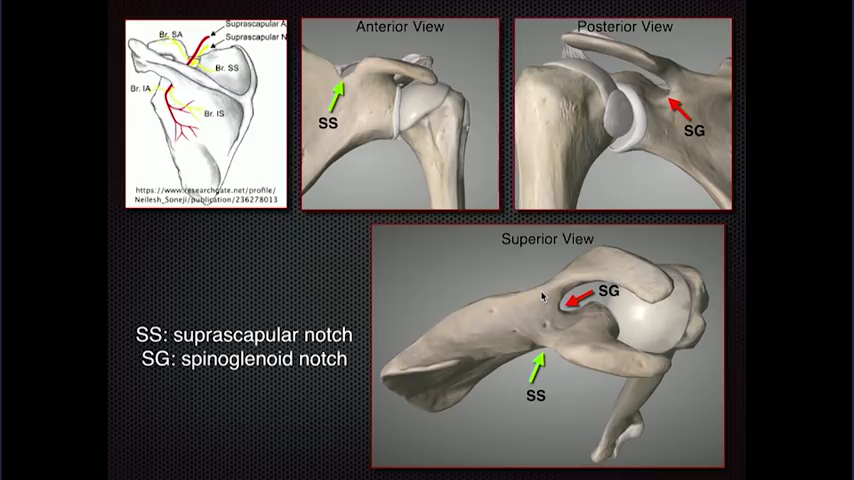 Suprascapular A
Suprascapular N
Br. SA
Br. SS
Br. IA
Br. IS
https://www.researchgate.net/profile/
Neilesh_Soneji/publication/236278013
Anterior View
SS
Posterior View
SG
Superior View
SG
SS
SS: suprascapular notch
SG: spinoglenoid notch